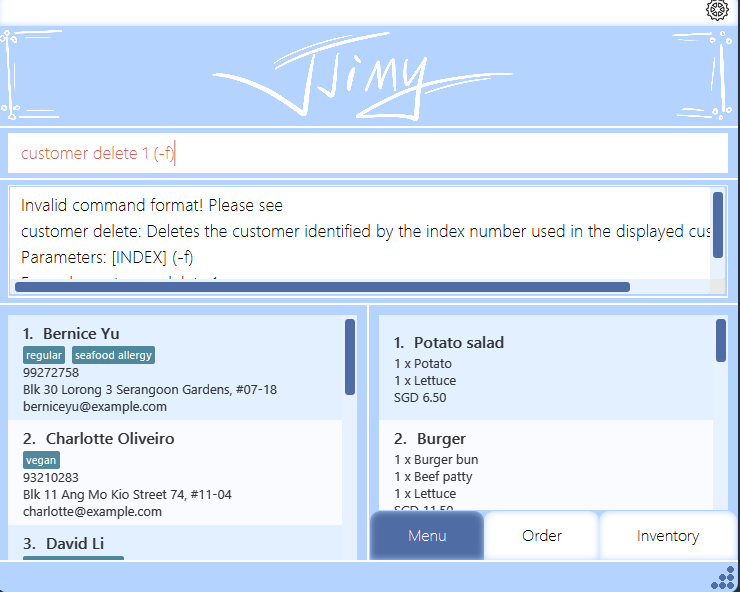 JJIMY
customer delete 1 (-f)
Invalid command format! Please see
customer delete: Deletes the customer identified by the index number used in the displayed cus
Parameters: [INDEX] (-f)
1. Bernice Yu
regular seafood allergy
99272758
Blk 30 Lorong 3 Serangoon Gardens, #07-18
berniceyu@example.com
2. Charlotte Oliveiro
vegan
93210283
Blk 11 Ang Mo Kio Street 74, #11-04
charlotte@example.com
3. David Li
1. Potato salad
1 x Potato
1 x Lettuce
SGD 6.50
2. Burger
1 x Burger bun
1 x Beef patty
1 x Lettuce
SGD 11.50
Menu Order Inventory